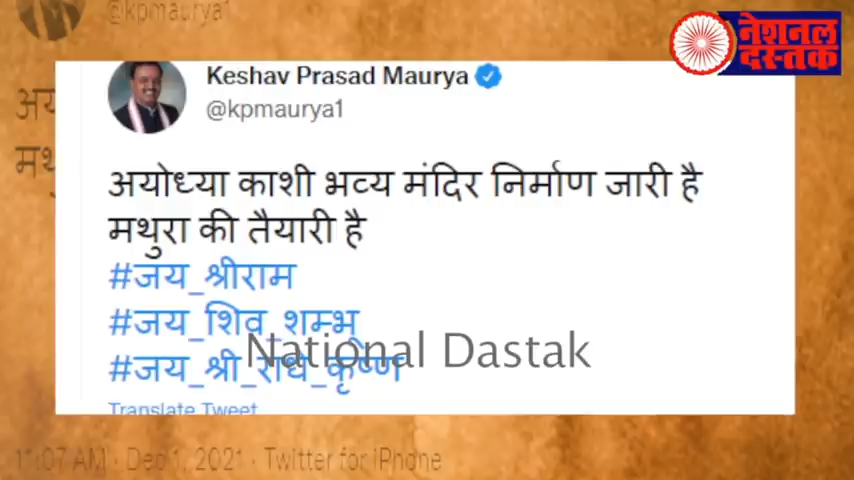 @kpmaurya1
नेशनल
दस्तक
Keshav Prasad Maurya
@kpmaurya1
अयोध्या काशी भव्य मंदिर निर्माण जारी है
मथुरा की तैयारी है
#जय_श्रीराम
#जय_शिव_शम्भू
#जय_श्री_राधे_कृष्ण
National Dastak
Translate Tweet
11:07 AM · Dec 1, 2021 · Twitter for iPhone